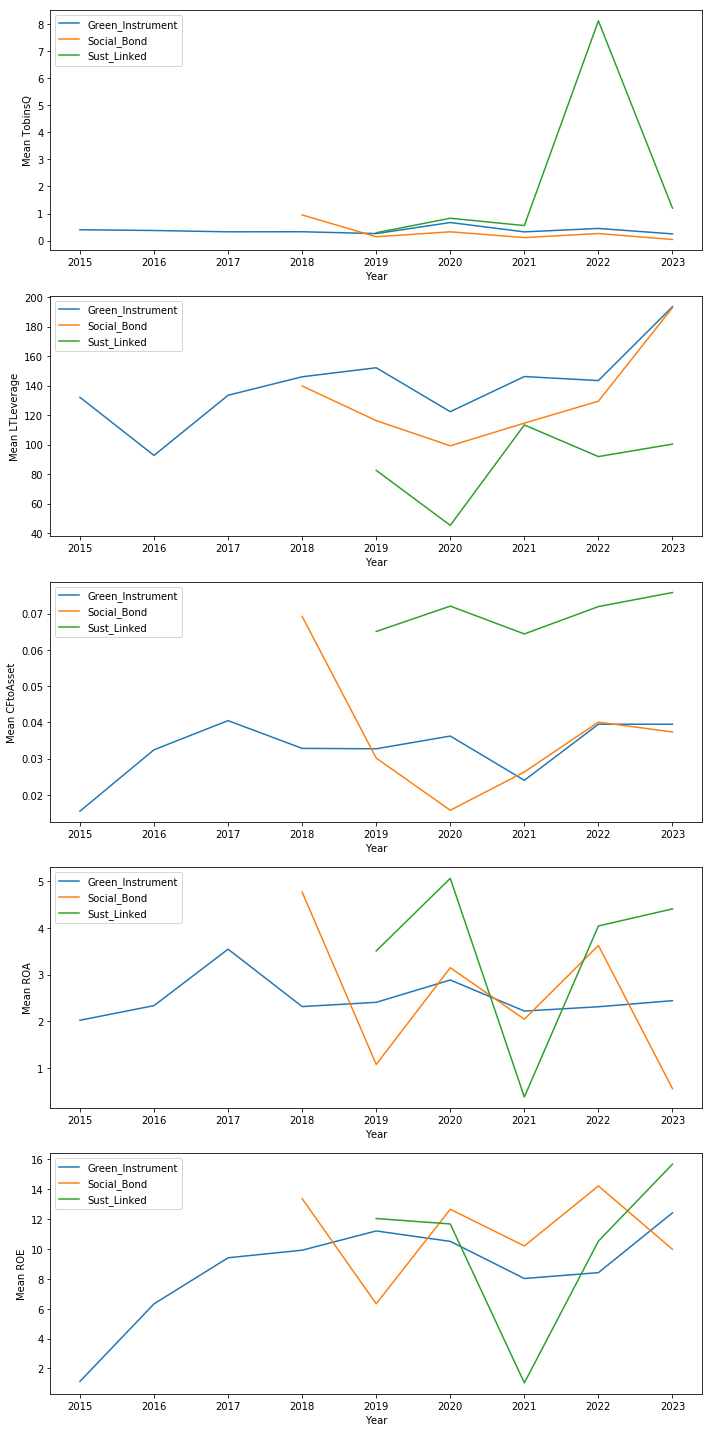 Green_Instrument
Social_Bond
Sust_Linked
Mean TobinsQ
8
7
6
5
4
3
2
1
0
2015 2016 2017 2018 2019 2020 2021 2022 2023
Year
Green_Instrument
Social_Bond
Sust_Linked
Mean LTLeverage
200
180
160
140
120
100
80
60
40
2015 2016 2017 2018 2019 2020 2021 2022 2023
Year
Green_Instrument
Social_Bond
Sust_Linked
Mean CFtoAsset
0.07
0.06
0.05
0.04
0.03
0.02
2015 2016 2017 2018 2019 2020 2021 2022 2023
Year
Green_Instrument
Social_Bond
Sust_Linked
Mean ROA
5
4
3
2
1
2015 2016 2017 2018 2019 2020 2021 2022 2023
Year
Green_Instrument
Social_Bond
Sust_Linked
Mean ROE
16
14
12
10
8
6
4
2
2015 2016 2017 2018 2019 2020 2021 2022 2023
Year